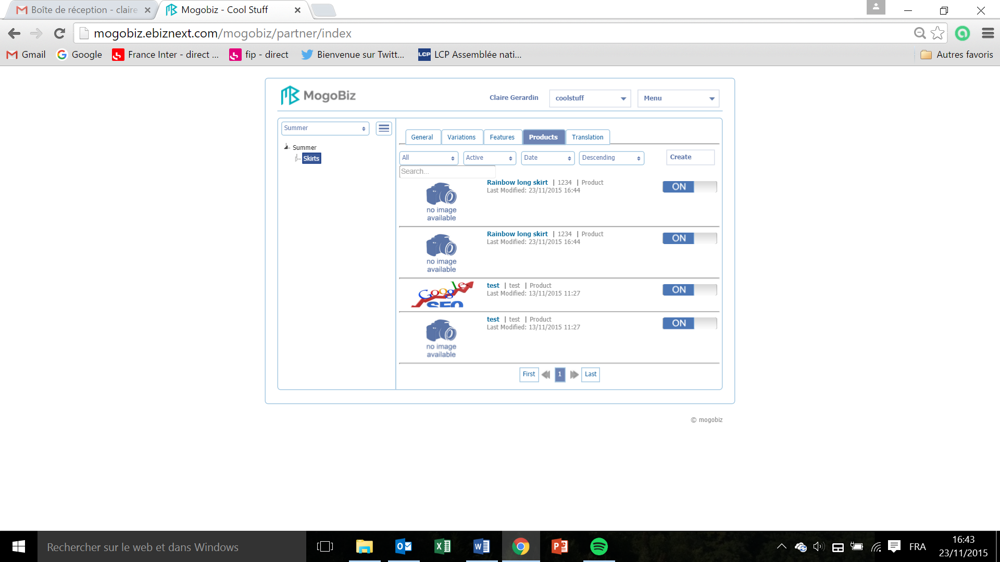 Boîte de réception - claire
Mogobiz - Cool Stuff
mogobiz.ebiznext.com/mogobiz/partner/index
Gmail
Google
France Inter - direct ...
fip - direct
Bienvenue sur Twitt...
LCP
LCP Assemblée nati...
Autres favoris
MogoBiz
Claire Gerardin
coolstuff
Menu
Summer
Summer
Skirts
General
Variations
Features
Products
Translation
All
Active
Date
Descending
Create
Search...
no image
available
Rainbow long skirt | 1234 | Product
Last Modified: 23/11/2015 16:44
ON
no image
available
Rainbow long skirt | 1234 | Product
Last Modified: 23/11/2015 16:44
ON
Google
SEO
test | test | Product
Last Modified: 13/11/2015 11:27
ON
no image
available
test | test | Product
Last Modified: 13/11/2015 11:27
ON
First
1
Last
© mogobiz
Rechercher sur le web et dans Windows
FRA
16:43
23/11/2015